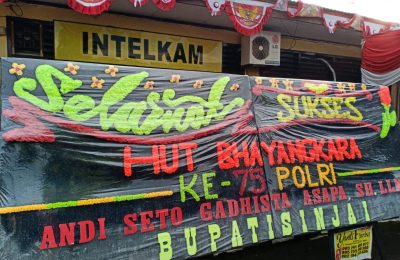 INTELKAM
Selamat & SUKSES
HUT BHAYANGKARA
KE-75 POLRI
ANDI SETO GADHISTA ASAPA, SH.LLM
BUPATI SINJAI